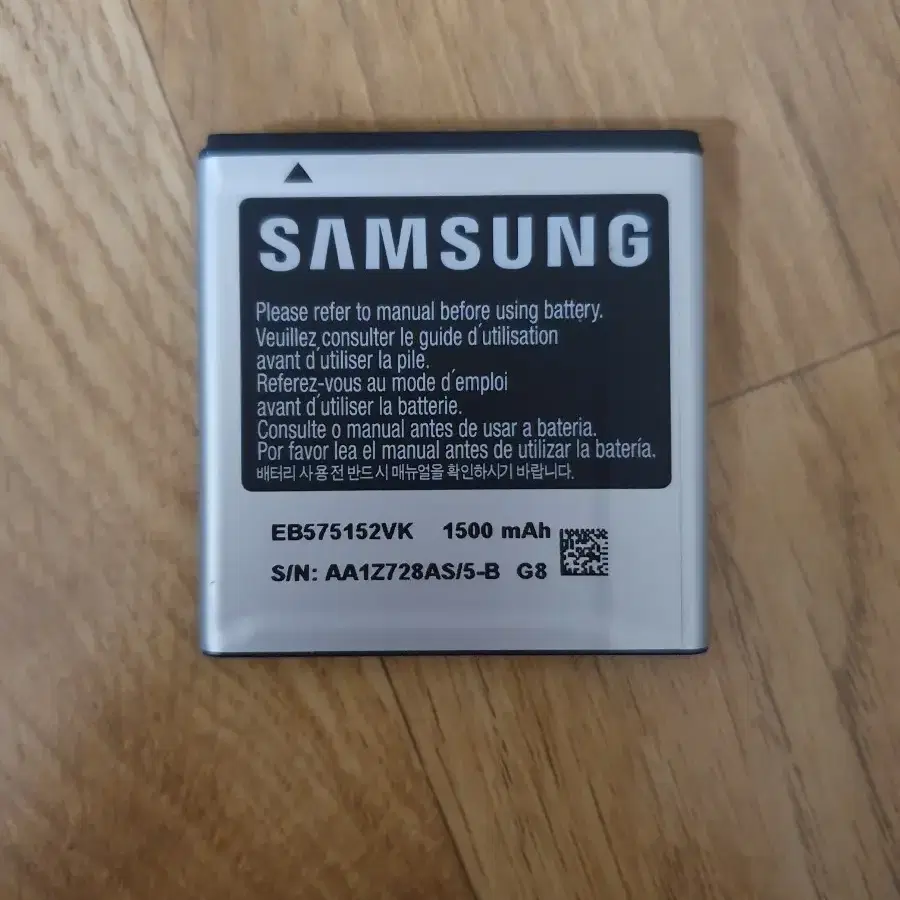 SAMSUNG
Please refer to manual before using battery.
Veuillez consulter le guide d'utilisation
avant d'utiliser la pile.
Referez-vous au mode d'emploi
avant d'utiliser la batterie.
Consulte o manual antes de usar a bateria.
Por favor lea el manual antes de utilizar la batería.
배터리 사용 전 반드시 매뉴얼을 확인하시기 바랍니다.
EB575152VK 1500 mAh
S/N: AA1Z728AS/5-B G8